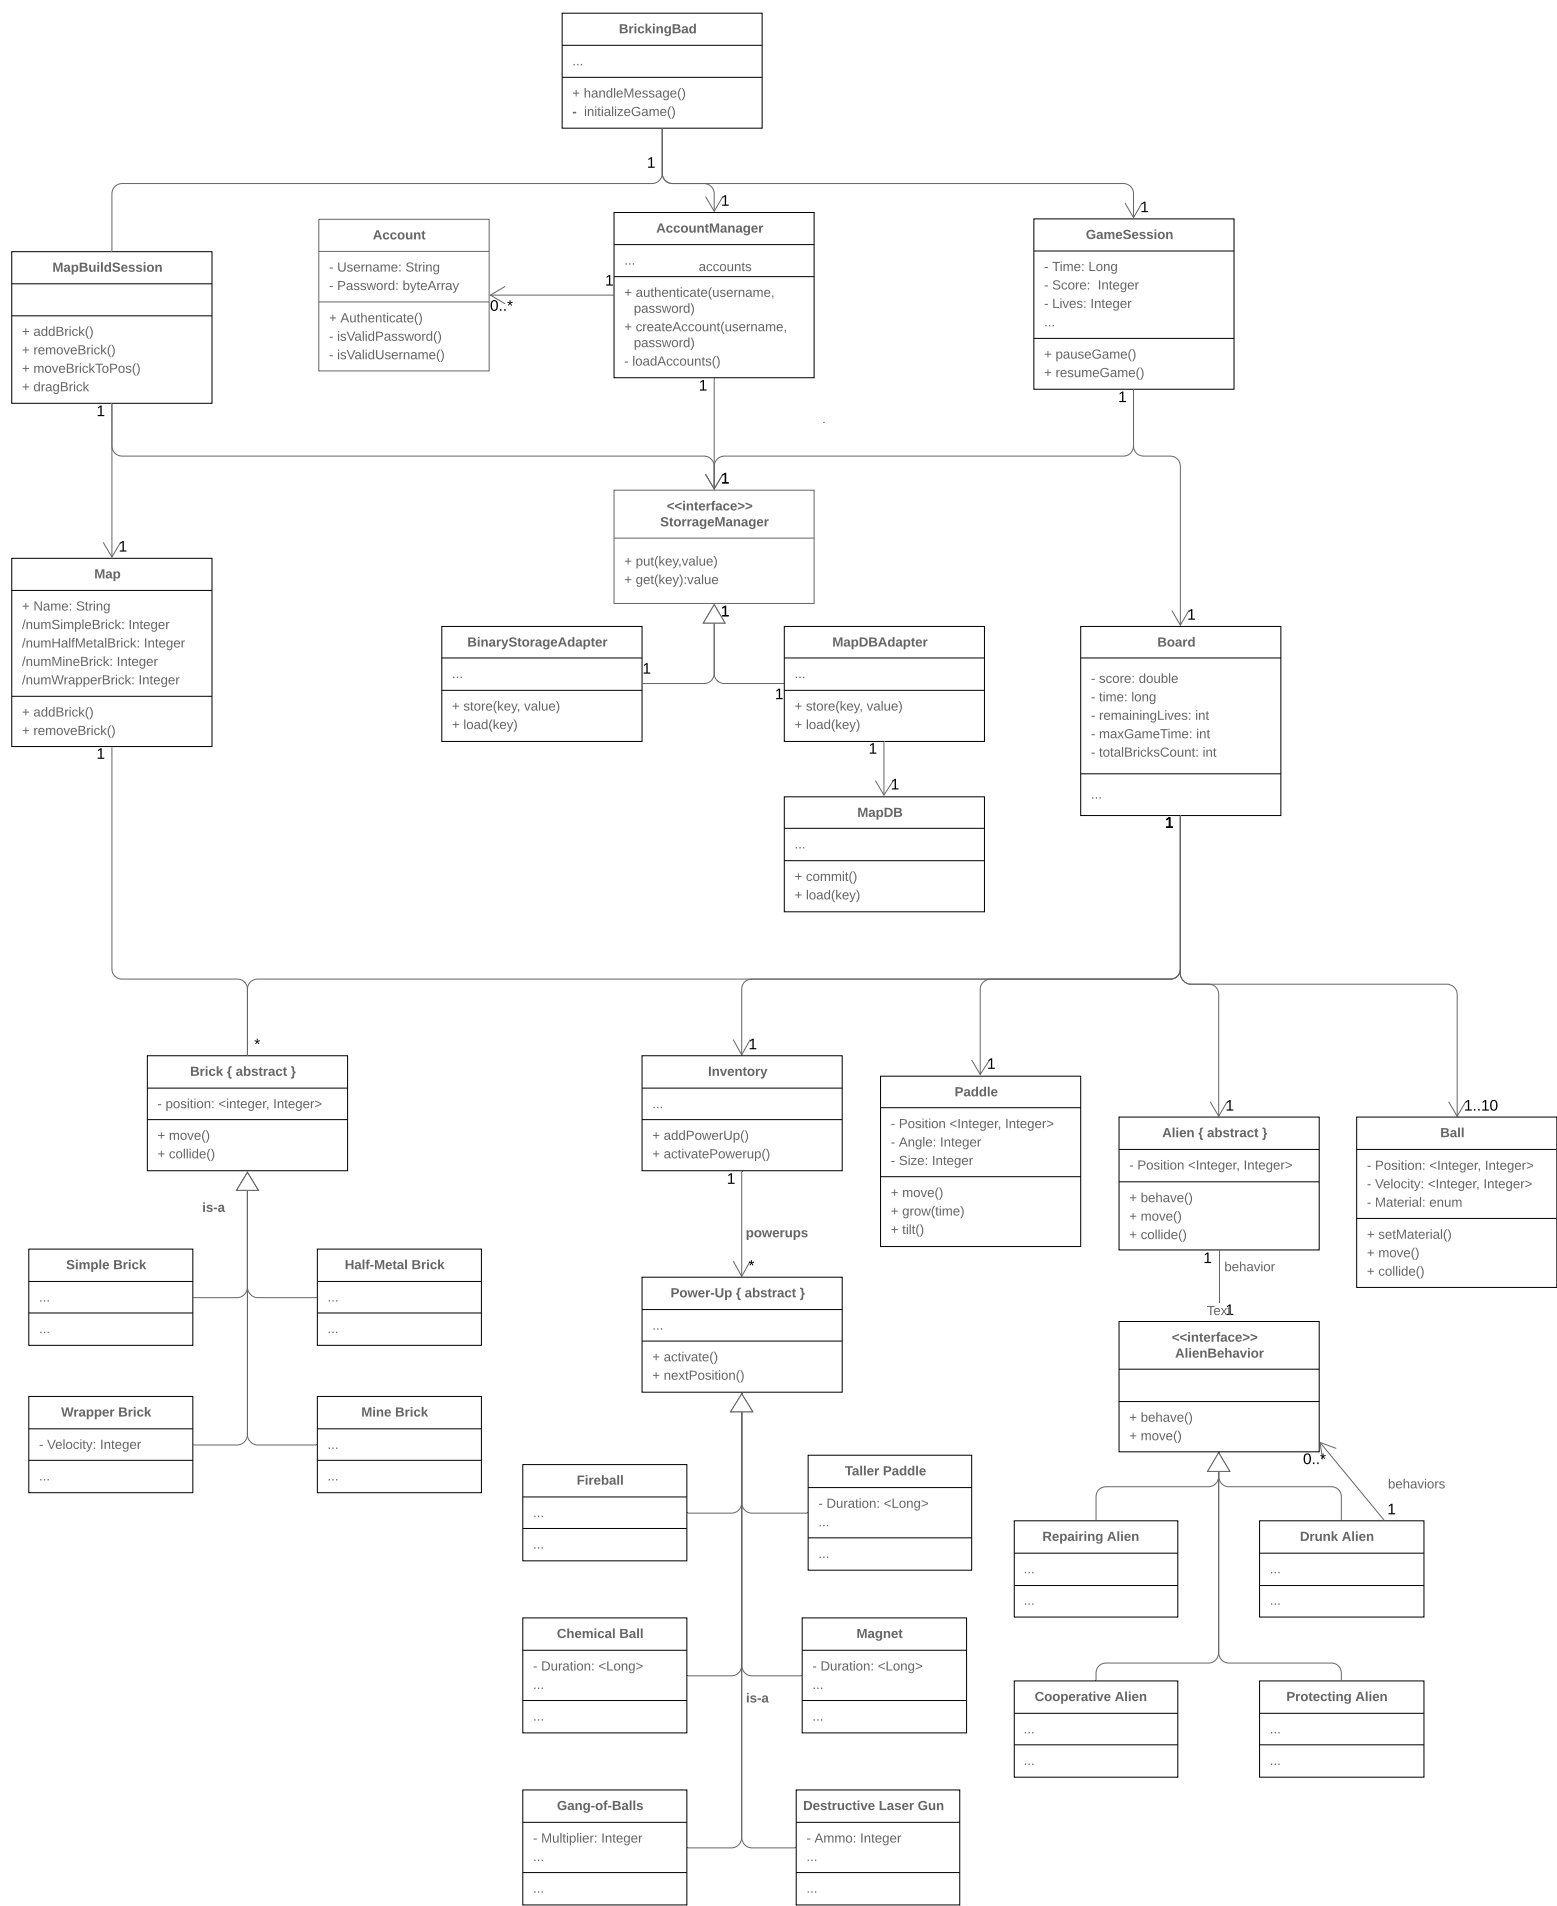 BrickingBad
...
+ handleMessage()
-  initializeGame()
1
1
1
MapBuildSession
+ addBrick()
+ removeBrick()
+ moveBrickToPos()
+ dragBrick
1
Account
- Username: String
- Password: byteArray
+ Authenticate()
- isValidPassword()
- isValidUsername()
0..*
1
AccountManager
...
accounts
+ authenticate(username,
password)
+ createAccount(username,
password)
- loadAccounts()
1
GameSession
- Time: Long
- Score:  Integer
- Lives: Integer
...
+ pauseGame()
+ resumeGame()
1
-
1
<<interface>>
StorrageManager
+ put(key,value)
+ get(key):value
1
1
Map
+ Name: String
/numSimpleBrick: Integer
/numHalfMetalBrick: Integer
/numMineBrick: Integer
/numWrapperBrick: Integer
+ addBrick()
+ removeBrick()
1
BinaryStorageAdapter
...
+ store(key, value)
+ load(key)
1
1
MapDBAdapter
...
+ store(key, value)
+ load(key)
1
1
MapDB
...
+ commit()
+ load(key)
1
Board
- score: double
- time: long
- remainingLives: int
- maxGameTime: int
- totalBricksCount: int
...
1
*
Brick { abstract }
- position: <integer, Integer>
+ move()
+ collide()
is-a
Simple Brick
...
...
Half-Metal Brick
...
...
Wrapper Brick
- Velocity: Integer
...
Mine Brick
...
...
1
Inventory
...
+ addPowerUp()
+ activatePowerup()
1
powerups
*
Power-Up { abstract }
...
+ activate()
+ nextPosition()
Fireball
...
...
Taller Paddle
- Duration: <Long>
...
...
Chemical Ball
- Duration: <Long>
...
...
Magnet
- Duration: <Long>
...
...
is-a
Gang-of-Balls
- Multiplier: Integer
...
...
Destructive Laser Gun
- Ammo: Integer
...
...
1
Paddle
- Position <Integer, Integer>
- Angle: Integer
- Size: Integer
+ move()
+ grow(time)
+ tilt()
1
Alien { abstract }
- Position <Integer, Integer>
+ behave()
+ move()
+ collide()
1
behavior
Text
1
1..10
Ball
- Position: <Integer, Integer>
- Velocity: <Integer, Integer>
- Material: enum
+ setMaterial()
+ move()
+ collide()
<<interface>>
AlienBehavior
+ behave()
+ move()
0..*
behaviors
1
Repairing Alien
...
...
Drunk Alien
...
...
Cooperative Alien
...
...
Protecting Alien
...
...